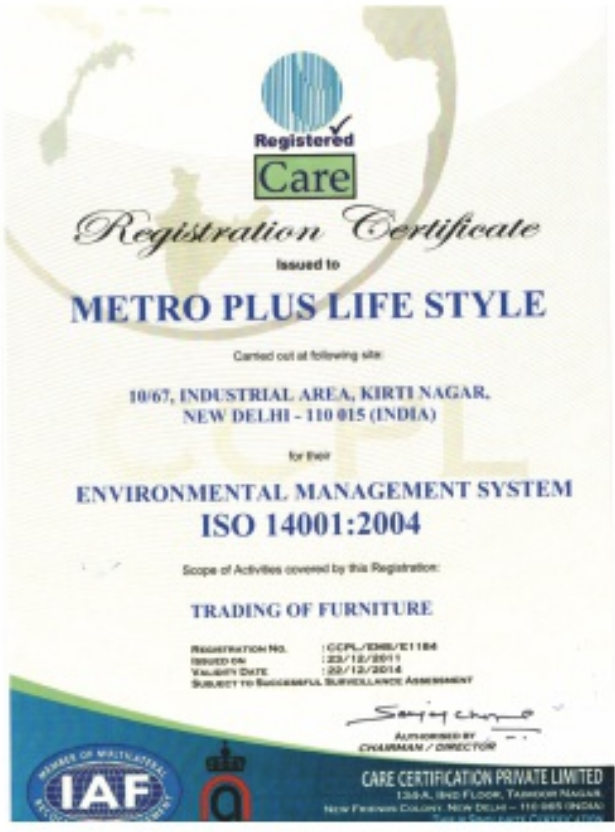 Registered
Care
Registration Certificate
Issued to
METRO PLUS LIFE STYLE
Carried out at following site:
10/67, INDUSTRIAL AREA, KIRTI NAGAR,
NEW DELHI - 110 015 (INDIA)
for their
ENVIRONMENTAL MANAGEMENT SYSTEM
ISO 14001:2004
Scope of Activities covered by this Registration:
TRADING OF FURNITURE
REGISTRATION NO. : CCPL/EMS/E1184
ISSUED ON : 23/12/2011
VALIDITY DATE : 22/12/2014
SUBJECT TO SUCCESSFUL SURVEILLANCE ASSESSMENT
AUTHORISED BY
CHAIRMAN / DIRECTOR
MEMBER OF MULTILATERAL
IAF
CARE CERTIFICATION PRIVATE LIMITED
IIND FLOOR, TAIMOOR NAGAR
NEW FRIENDS COLONY, NEW DELHI - 110 065 (INDIA)
CCPL